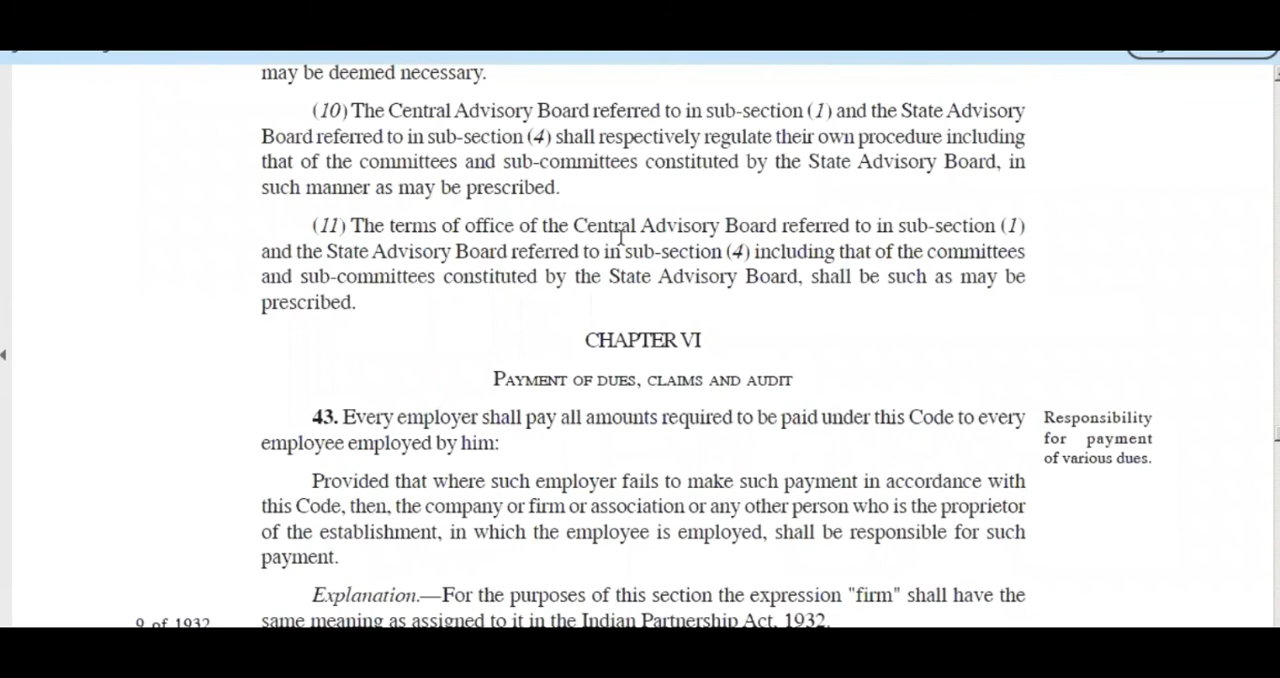 may be deemed necessary.
(10) The Central Advisory Board referred to in sub-section (1) and the State Advisory
Board referred to in sub-section (4) shall respectively regulate their own procedure including
that of the committees and sub-committees constituted by the State Advisory Board, in
such manner as may be prescribed.
(11) The terms of office of the Central Advisory Board referred to in sub-section (1)
and the State Advisory Board referred to in sub-section (4) including that of the committees
and sub-committees constituted by the State Advisory Board, shall be such as may be
prescribed.
CHAPTER VI
PAYMENT OF DUES, CLAIMS AND AUDIT
43. Every employer shall pay all amounts required to be paid under this Code to every
employee employed by him:
Responsibility
for payment
of various dues.
Provided that where such employer fails to make such payment in accordance with
this Code, then, the company or firm or association or any other person who is the proprietor
of the establishment, in which the employee is employed, shall be responsible for such
payment.
Explanation.—For the purposes of this section the expression "firm" shall have the
9 of 1932
same meaning as assigned to it in the Indian Partnership Act, 1932.